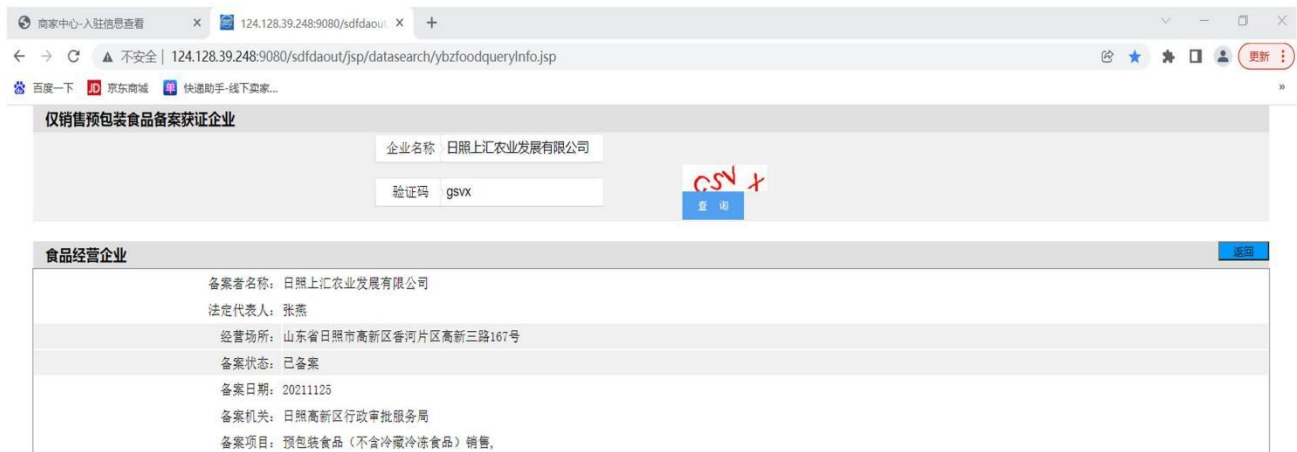 商家中心-入驻信息查看
124.128.39.248:9080/sdfdaout
不安全 | 124.128.39.248:9080/sdfdaout/jsp/datasearch/ybzfoodqueryInfo.jsp
更新
百度一下 JD 京东商城 单 快递助手-线下卖家...
仅销售预包装食品备案获证企业
企业名称 日照上汇农业发展有限公司
验证码 gsvx
GSV X
查 询
食品经营企业
返回
备案者名称: 日照上汇农业发展有限公司
法定代表人: 张燕
经营场所: 山东省日照市高新区香河片区高新三路167号
备案状态: 已备案
备案日期: 20211125
备案机关: 日照高新区行政审批服务局
备案项目: 预包装食品（不含冷藏冷冻食品）销售,